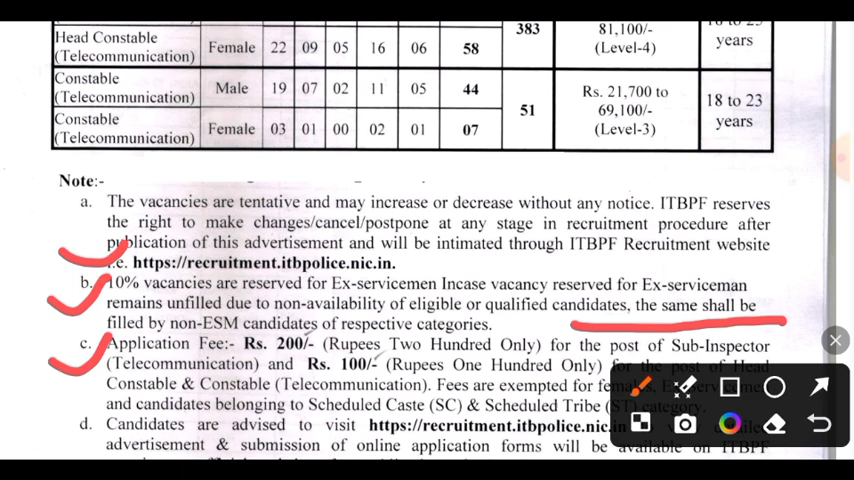 383
81,100/-
(Level-4)
years
Head Constable
(Telecommunication)
Female 22 09 05 16 06 58
Constable
(Telecommunication)
Male 19 07 02 11 05 44
51
Rs. 21,700 to
69,100/-
(Level-3)
18 to 23
years
Constable
(Telecommunication)
Female 03 01 00 02 01 07
Note:-
a. The vacancies are tentative and may increase or decrease without any notice. ITBPF reserves
the right to make changes/cancel/postpone at any stage in recruitment procedure after
publication of this advertisement and will be intimated through ITBPF Recruitment website
i.e. https://recruitment.itbpolice.nic.in.
b. 10% vacancies are reserved for Ex-servicemen Incase vacancy reserved for Ex-serviceman
remains unfilled due to non-availability of eligible or qualified candidates, the same shall be
filled by non-ESM candidates of respective categories.
c. Application Fee:- Rs. 200/- (Rupees Two Hundred Only) for the post of Sub-Inspector
(Telecommunication) and Rs. 100/- (Rupees One Hundred Only) for the post of Head
Constable & Constable (Telecommunication). Fees are exempted for
and candidates belonging to Scheduled Caste (SC) & Scheduled Tribe (ST) category.
d. Candidates are advised to visit https://recruitment.itbpolice.nic.in
advertisement & submission of online application forms will be available on ITBPF